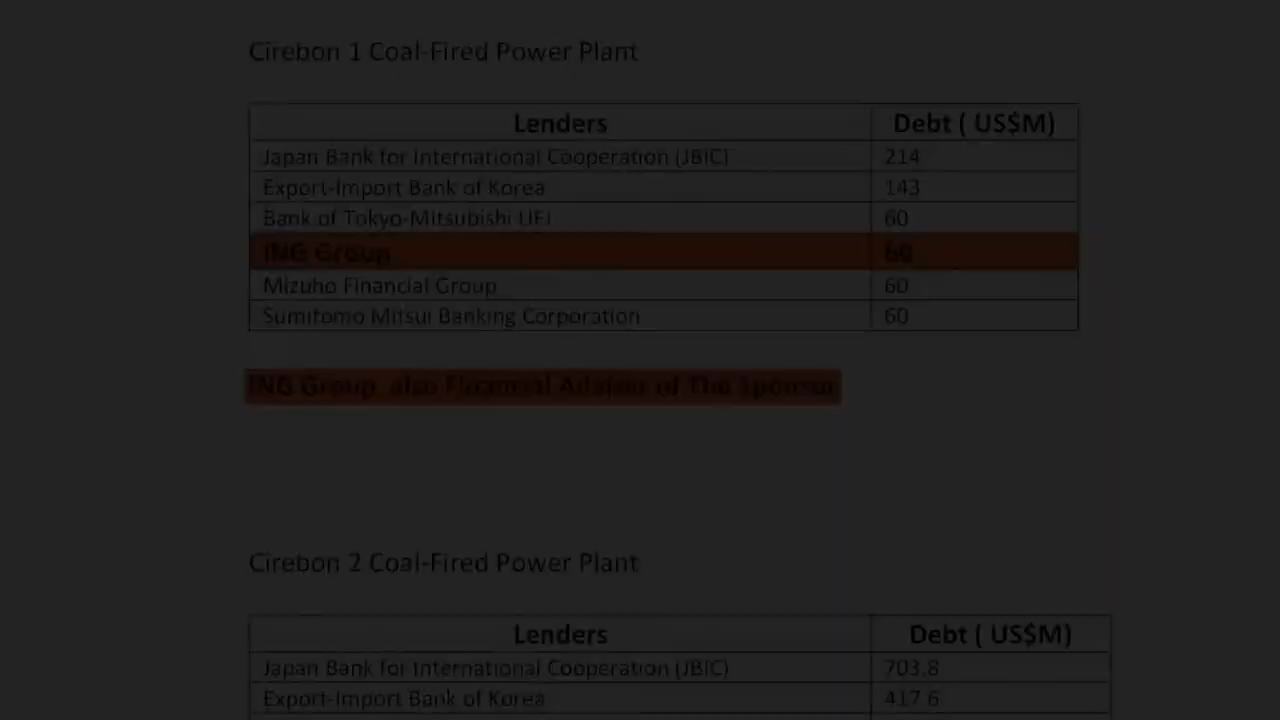 Cirebon 1 Coal-Fired Power Plant
Lenders Debt ( US$M)
Japan Bank for International Cooperation (JBIC) 214
Export-Import Bank of Korea 143
Bank of Tokyo-Mitsubishi UFJ 60
ING Group 60
Mizuho Financial Group 60
Sumitomo Mitsui Banking Corporation 60
ING Group also Financial Advisor of The Sponsor
Cirebon 2 Coal-Fired Power Plant
Lenders Debt ( US$M)
Japan Bank for International Cooperation (JBIC) 703.8
Export-Import Bank of Korea 417.6